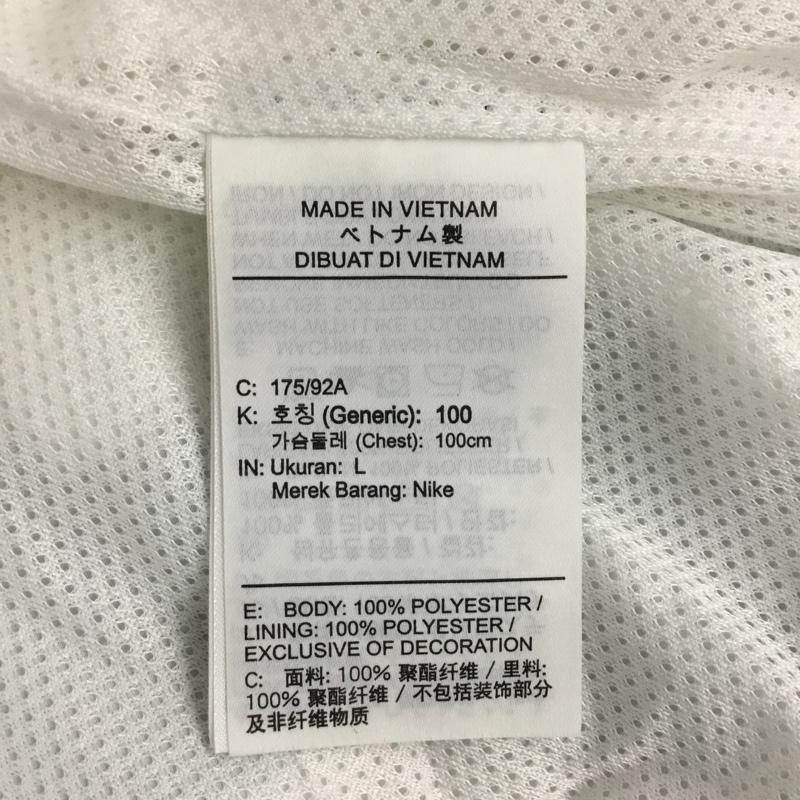 MADE IN VIETNAM
ベトナム製
DIBUAT DI VIETNAM
C: 175/92A
K: 호칭 (Generic): 100
가슴둘레 (Chest): 100cm
IN: Ukuran: L
Merek Barang: Nike
E: BODY: 100% POLYESTER /
LINING: 100% POLYESTER /
EXCLUSIVE OF DECORATION
C: 面料: 100% 聚酯纤维 / 里料:
100% 聚酯纤维 / 不包括装饰部分
及非纤维物质